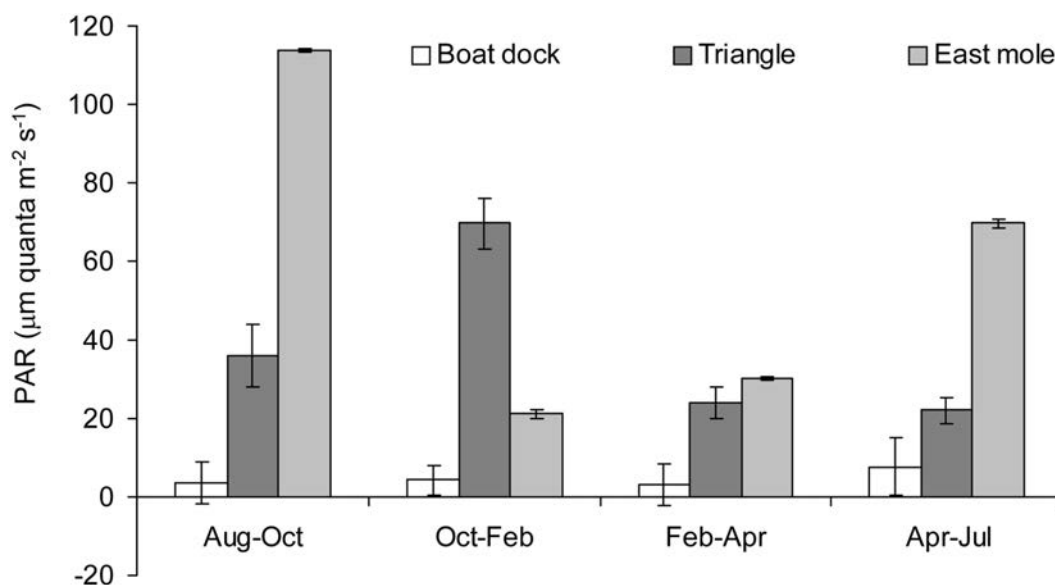 120
100
80
60
40
20
0
-20
PAR (μm quanta m⁻² s⁻¹)
Boat dock Triangle East mole
Aug-Oct Oct-Feb Feb-Apr Apr-Jul